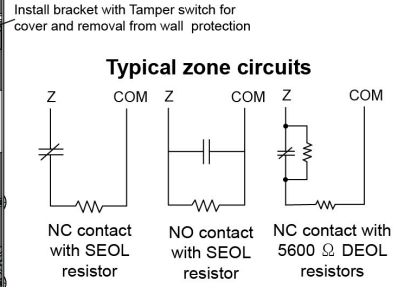 Install bracket with Tamper switch for
cover and removal from wall protection
Typical zone circuits
Z COM Z COM Z COM
NC contact
with SEOL
resistor
NO contact
with SEOL
resistor
NC contact with
5600 Ω DEOL
resistors